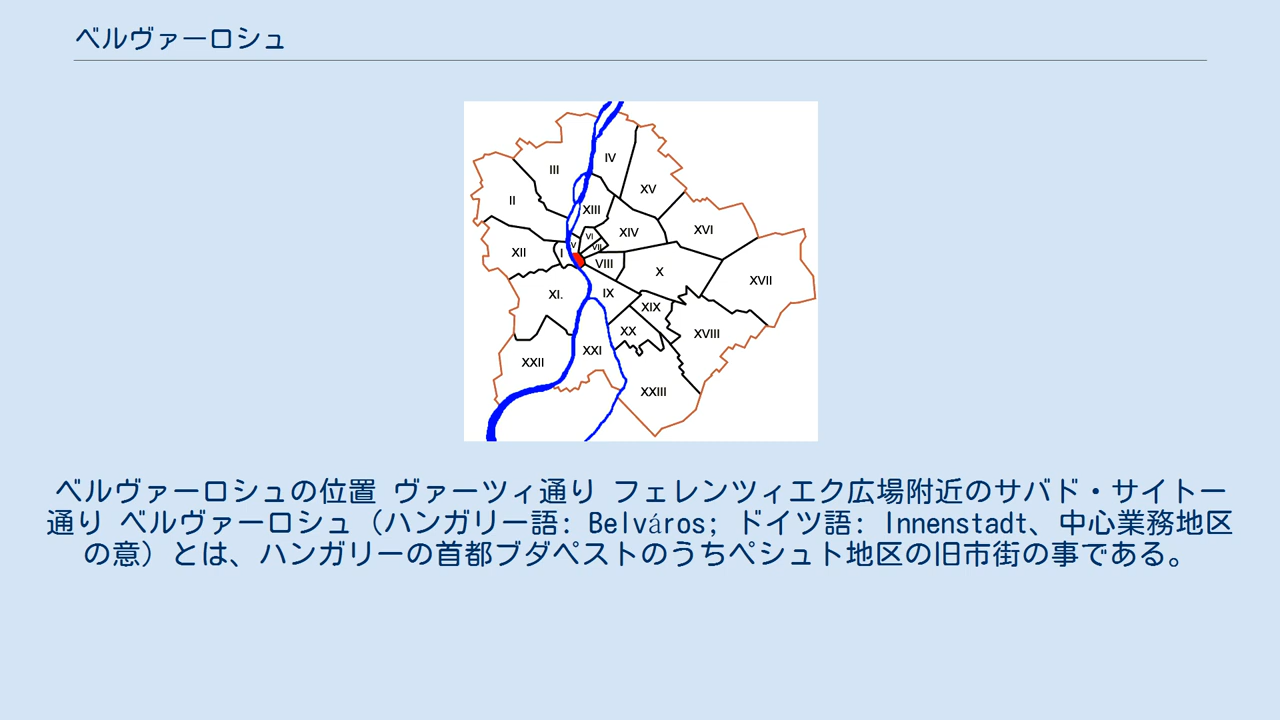 ベルヴァーロシュ
IV
III
XV
II
XIII
XIV
XVI
VI
V
VII
XII
I
VIII
X
XVII
XI.
IX
XIX
XX
XVIII
XXI
XXII
XXIII
ベルヴァーロシュの位置 ヴァーツィ通り フェレンツィエク広場附近のサバド・サイトー
通り ベルヴァーロシュ（ハンガリー語: Belváros; ドイツ語: Innenstadt、中心業務地区
の意）とは、ハンガリーの首都ブダペストのうちペシュト地区の旧市街の事である。